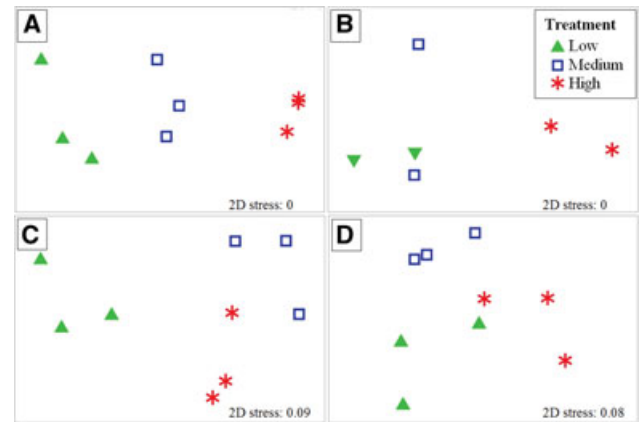 A
2D stress: 0
B
Treatment
Low
Medium
High
2D stress: 0
C
2D stress: 0.09
D
2D stress: 0.08